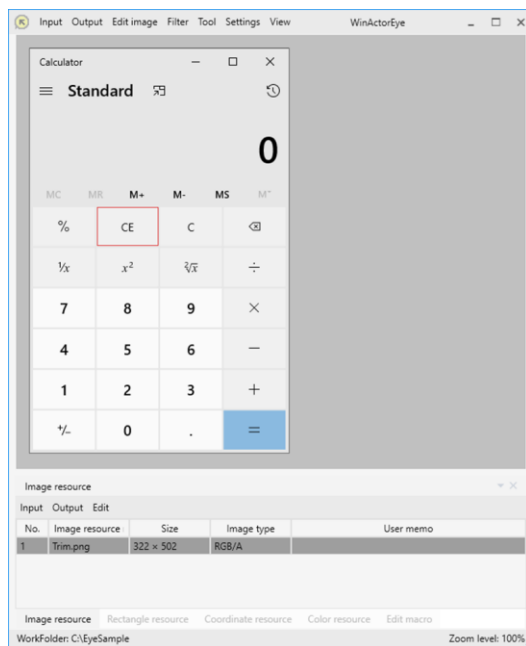 Input Output Edit image Filter Tool Settings View WinActorEye
Calculator
Standard
0
MC MR M+ M- MS M˅
% CE C
¹/x x² ²√x ÷
7 8 9 ×
4 5 6 −
1 2 3 +
+/− 0 . =
Image resource
Input Output Edit
No. Image resource Size Image type User memo
1 Trim.png 322 × 502 RGB/A
Image resource Rectangle resource Coordinate resource Color resource Edit macro
WorkFolder: C:\EyeSample Zoom level: 100%